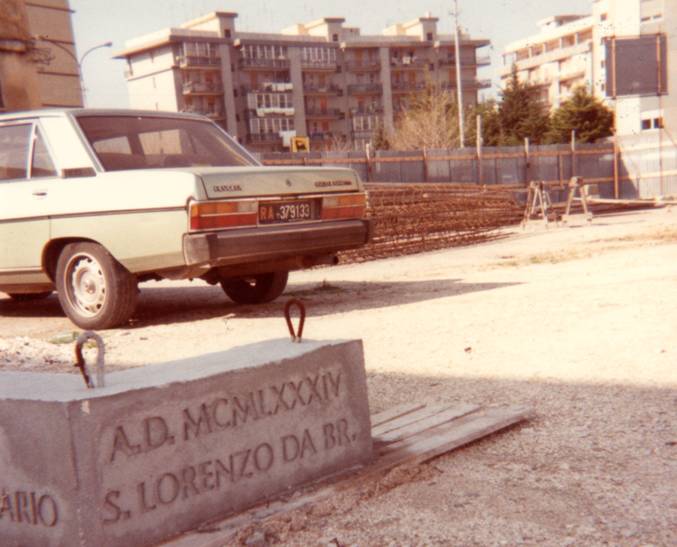 RA·379133
A.D. MCMLXXXIV
S. LORENZO DA BR.
ARIO